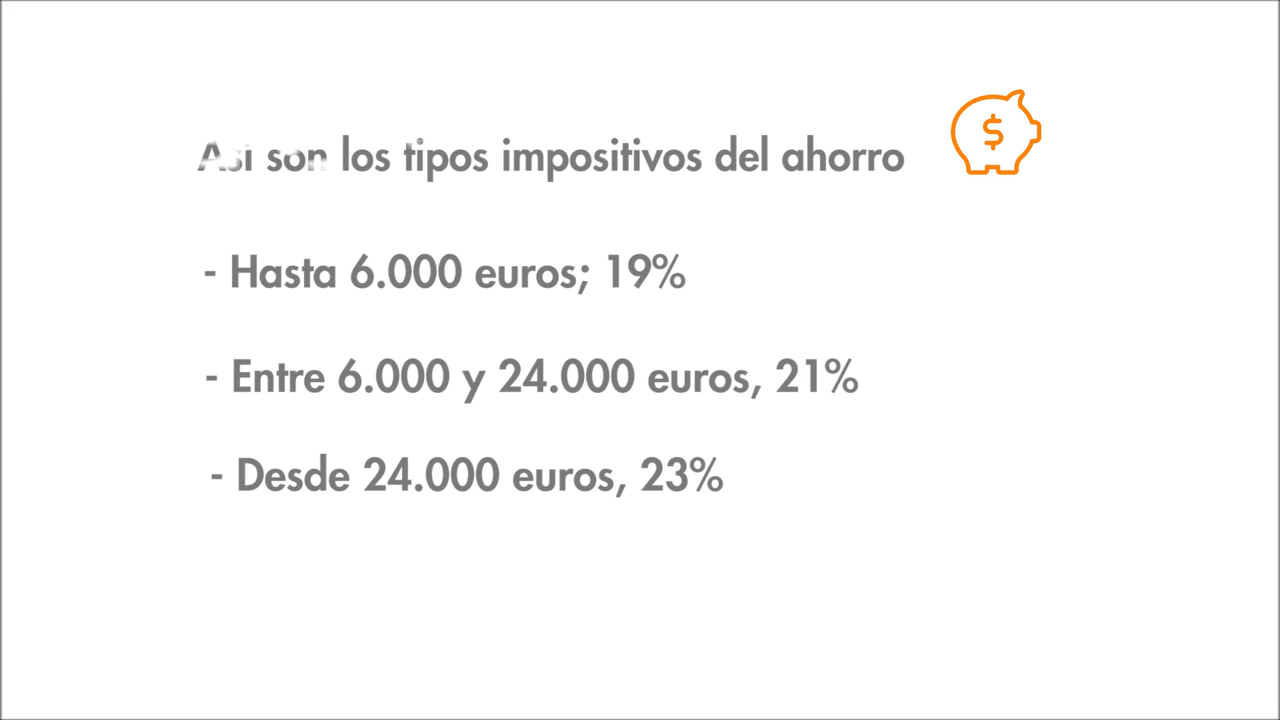 Así son los tipos impositivos del ahorro
- Hasta 6.000 euros; 19%
- Entre 6.000 y 24.000 euros, 21%
- Desde 24.000 euros, 23%